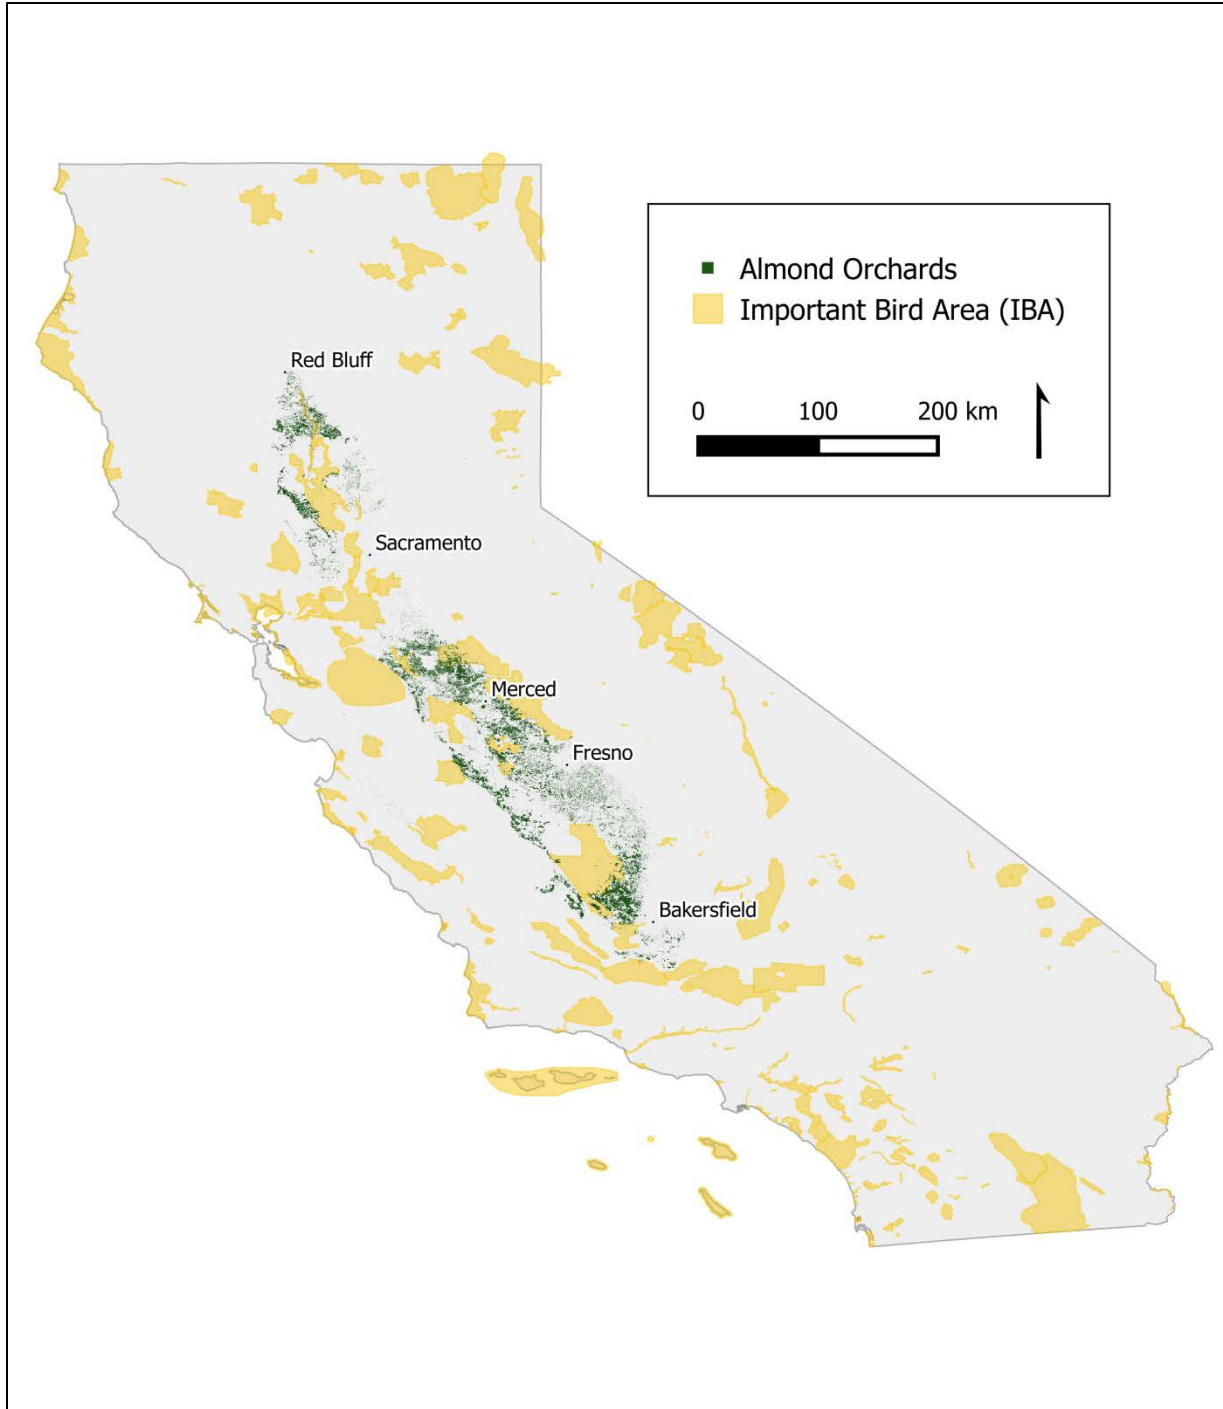 Almond Orchards
Important Bird Area (IBA)
0 100 200 km
Red Bluff
Sacramento
Merced
Fresno
Bakersfield